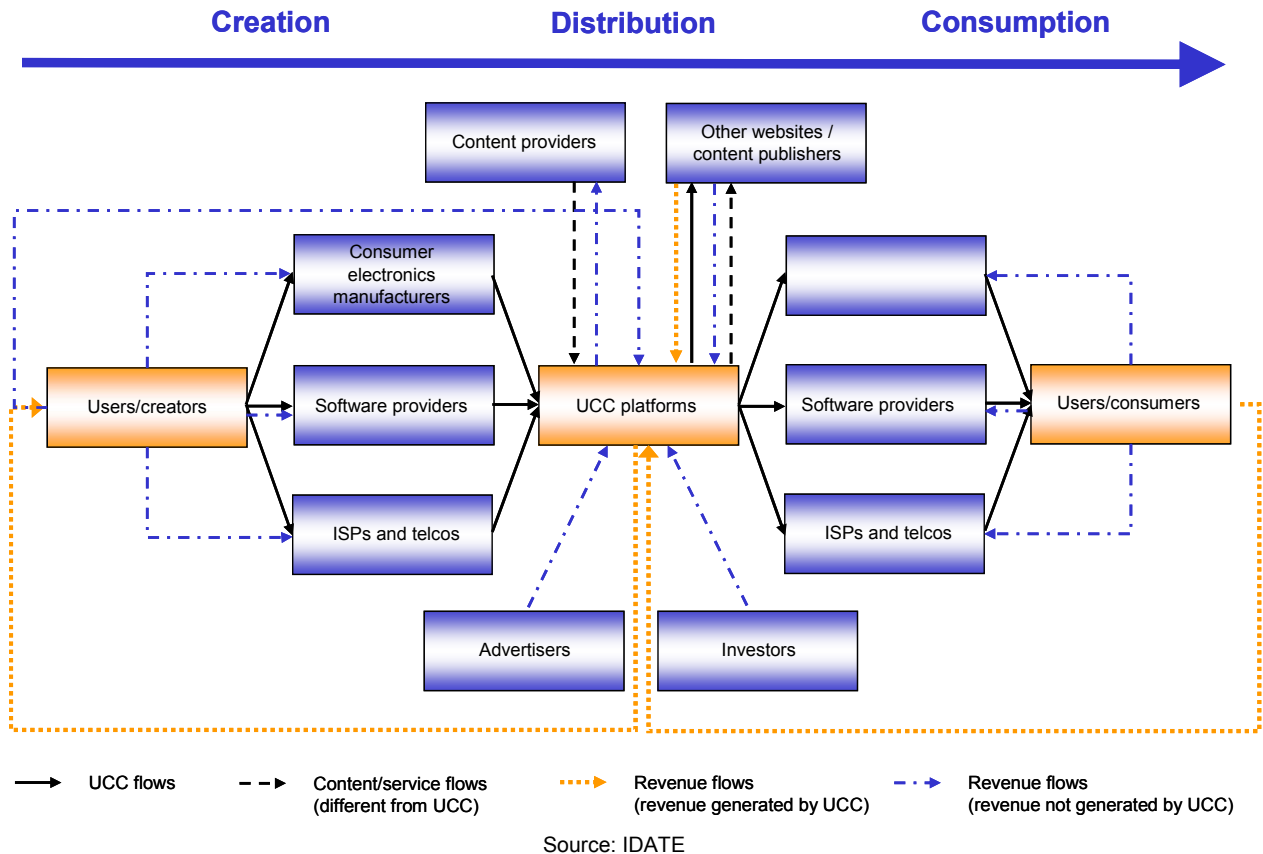 Creation
Distribution
Consumption
Content providers
Other websites /
content publishers
Consumer
electronics
manufacturers
Users/creators
Software providers
UCC platforms
Software providers
Users/consumers
ISPs and telcos
ISPs and telcos
Advertisers
Investors
UCC flows
Content/service flows
(different from UCC)
Revenue flows
(revenue generated by UCC)
Revenue flows
(revenue not generated by UCC)
Source: IDATE